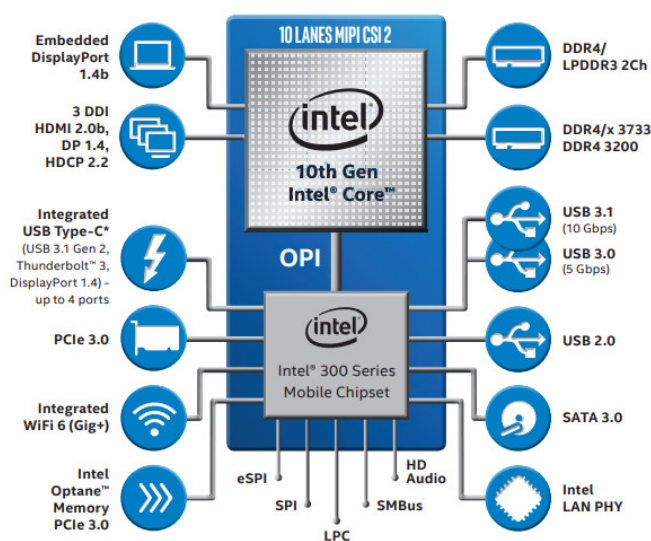 10 LANES MIPI CSI 2
Embedded
DisplayPort
1.4b
3 DDI
HDMI 2.0b,
DP 1.4,
HDCP 2.2
Integrated
USB Type-C*
(USB 3.1 Gen 2,
Thunderbolt™ 3,
DisplayPort 1.4) -
up to 4 ports
PCIe 3.0
Integrated
WiFi 6 (Gig+)
Intel
Optane™
Memory
PCIe 3.0
intel
10th Gen
Intel® Core™
OPI
intel
Intel® 300 Series
Mobile Chipset
eSPI
SPI
LPC
SMBus
HD
Audio
DDR4/
LPDDR3 2Ch
DDR4/x 3733
DDR4 3200
USB 3.1
(10 Gbps)
USB 3.0
(5 Gbps)
USB 2.0
SATA 3.0
Intel
LAN PHY